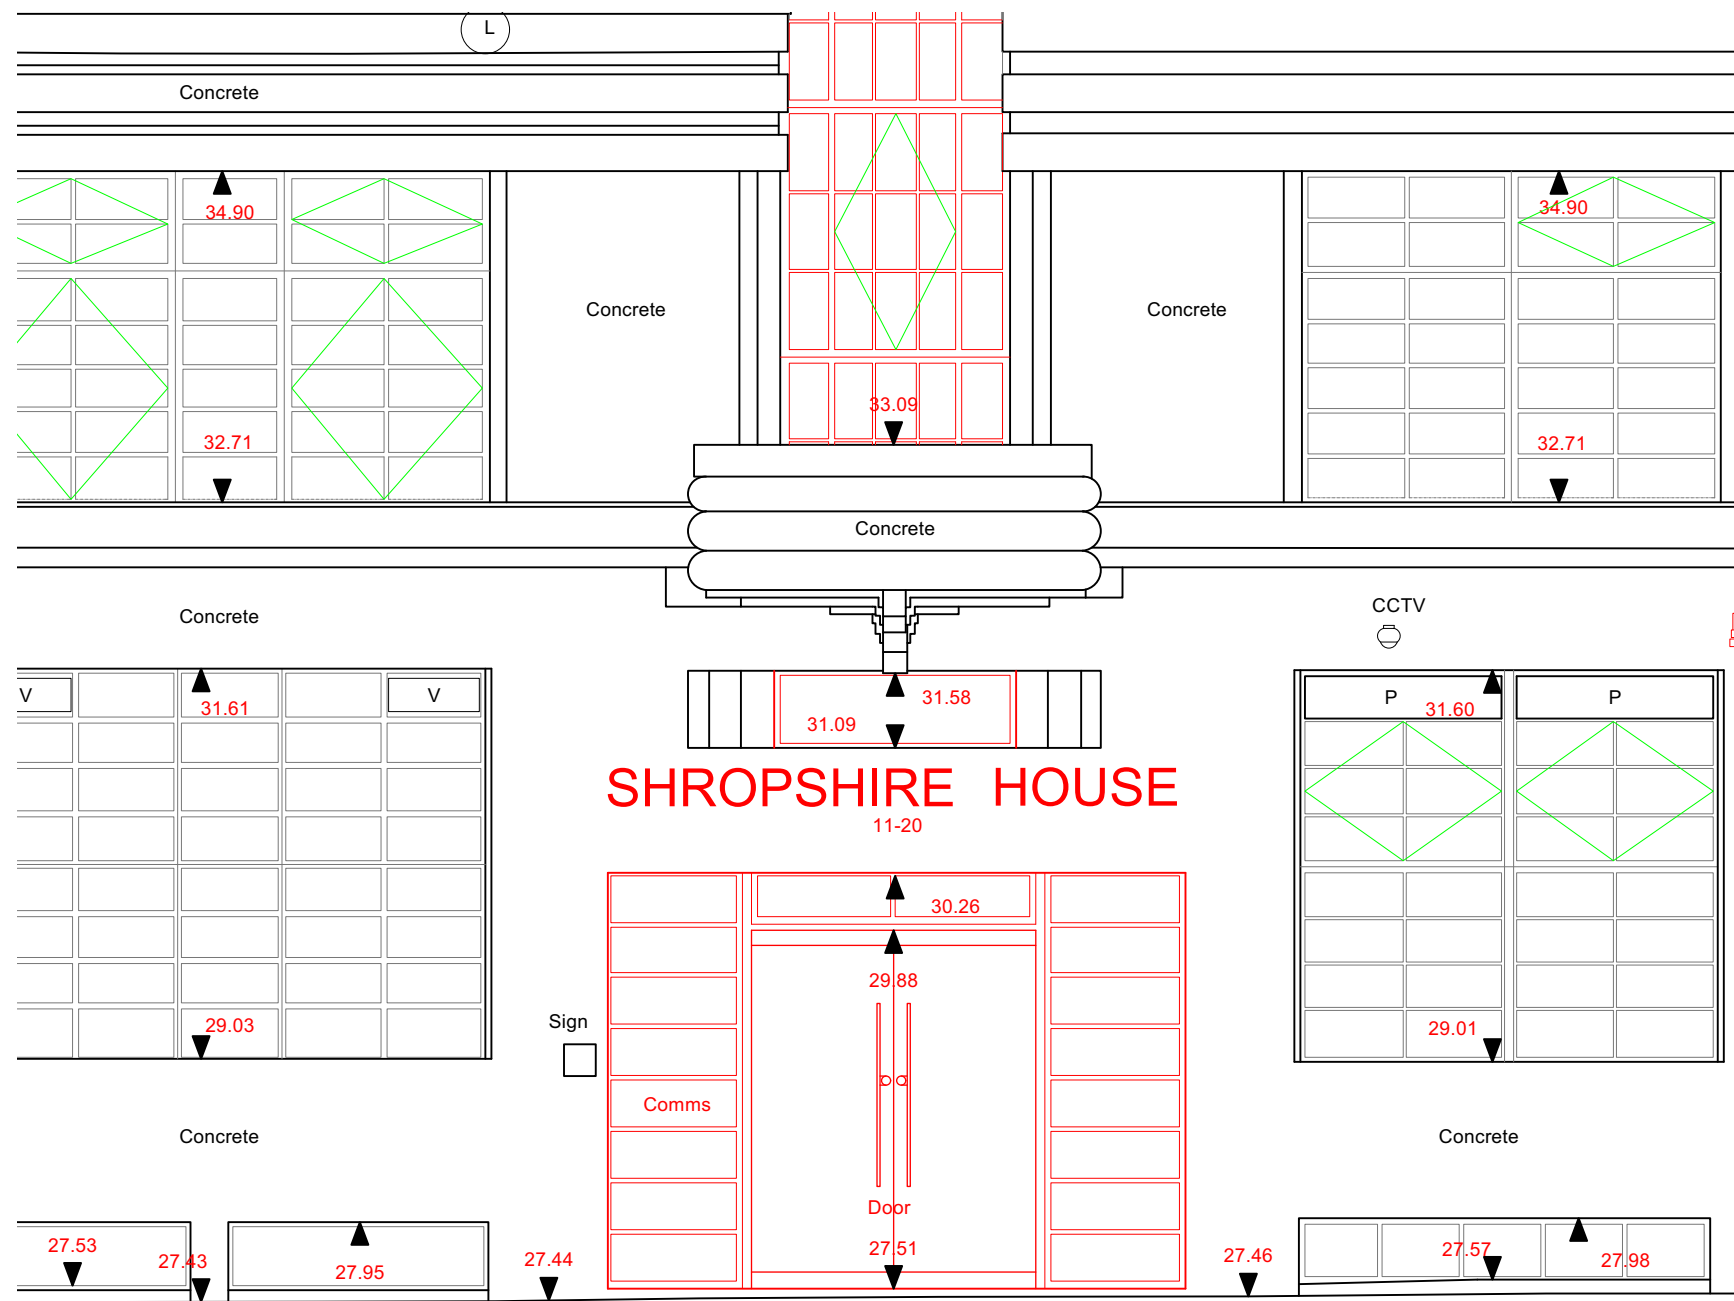 L
Concrete
34.90
34.90
Concrete
Concrete
33.09
32.71
32.71
Concrete
Concrete
CCTV
V
V
31.61
31.58
31.09
P
P
31.60
SHROPSHIRE HOUSE
11-20
30.26
29.88
Sign
29.03
29.01
Comms
Concrete
Concrete
Door
27.53
27.43
27.95
27.44
27.51
27.46
27.57
27.98